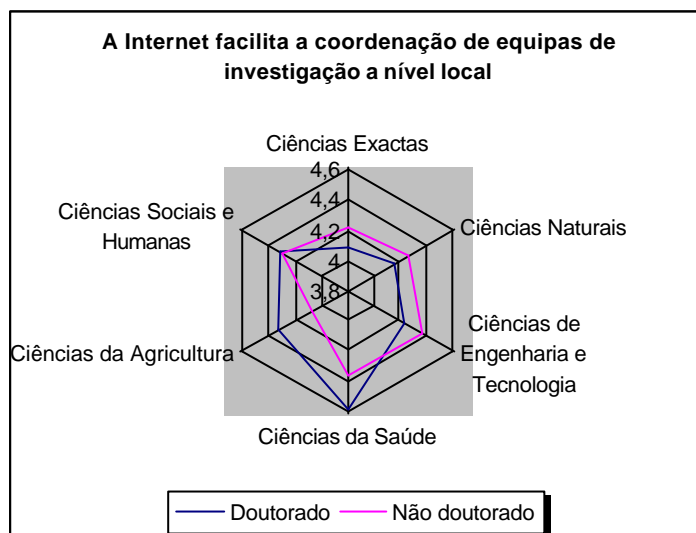 A Internet facilita a coordenação de equipas de
investigação a nível local
Ciências Exactas
4,6
4,4
4,2
4
3,8
Ciências Naturais
Ciências de
Engenharia e
Tecnologia
Ciências da Saúde
Ciências da Agricultura
Ciências Sociais e
Humanas
Doutorado
Não doutorado